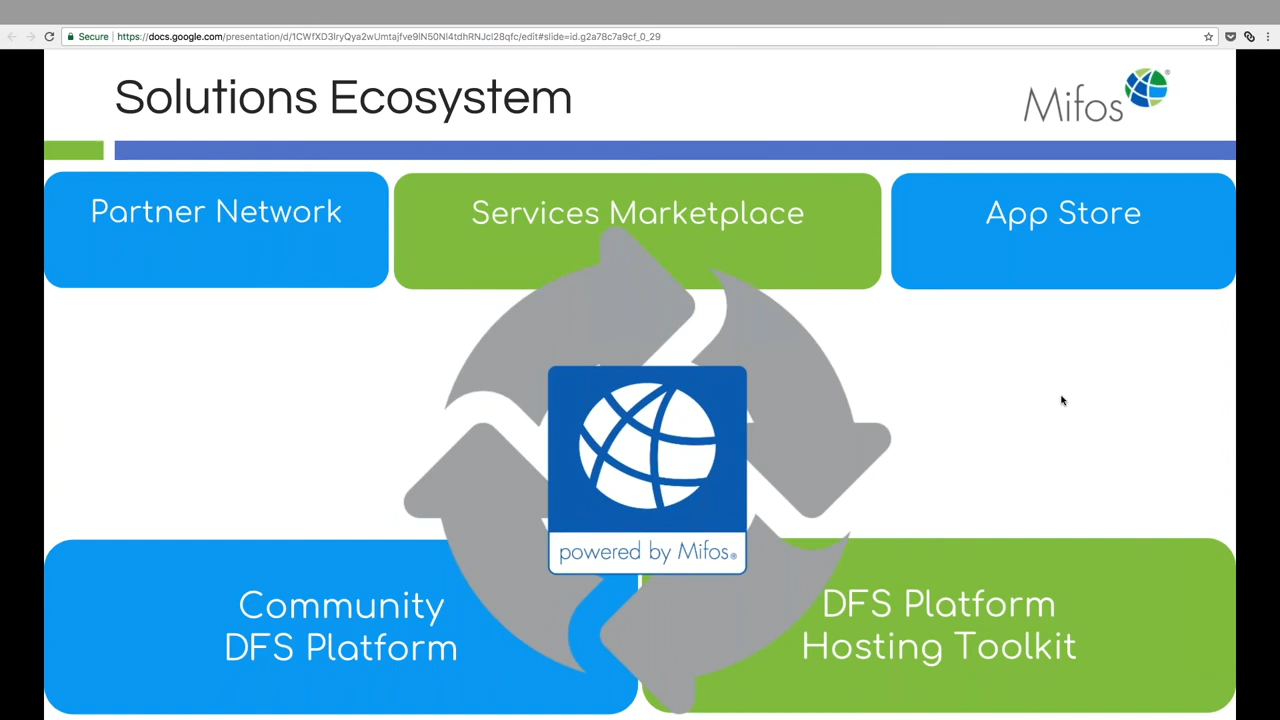 Secure | https://docs.google.com/presentation/d/1CWfXD3lryQya2wUmtajfve9lN50Nl4tdhRNJcl28qfc/edit#slide=id.g2a78c7a9cf_0_29
Solutions Ecosystem
Mifos®
Partner Network
Services Marketplace
App Store
powered by Mifos®
Community
DFS Platform
DFS Platform
Hosting Toolkit